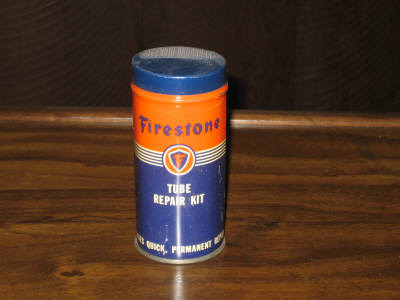 Firestone
F
TUBE
REPAIR KIT
QUICK, PERMANENT